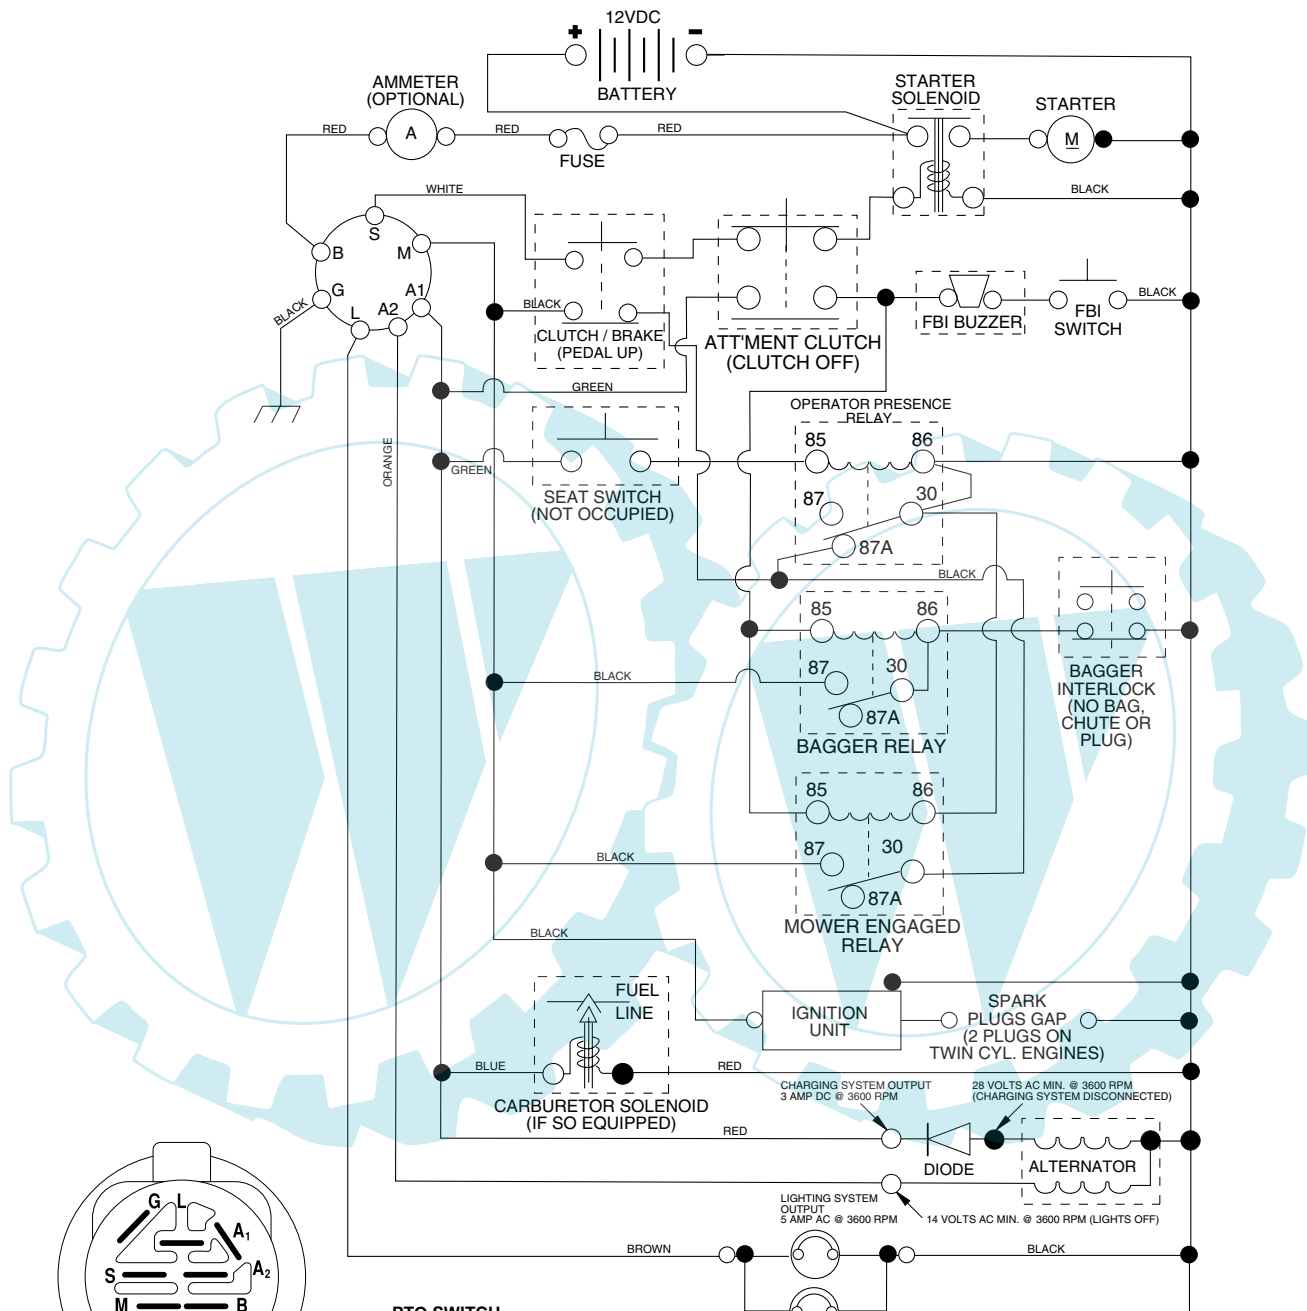 12VDC
+
-
BATTERY
AMMETER
(OPTIONAL)
A
RED
RED
FUSE
RED
STARTER
SOLENOID
STARTER
M
BLACK
WHITE
S
B
M
G
A1
A2
L
BLACK
BLACK
CLUTCH / BRAKE
(PEDAL UP)
ATT'MENT CLUTCH
(CLUTCH OFF)
FBI BUZZER
FBI
SWITCH
BLACK
GREEN
ORANGE
GREEN
SEAT SWITCH
(NOT OCCUPIED)
OPERATOR PRESENCE
RELAY
85
86
87
30
87A
BLACK
85
86
87
30
87A
BAGGER RELAY
BLACK
BAGGER
INTERLOCK
(NO BAG,
CHUTE OR
PLUG)
85
86
87
30
87A
MOWER ENGAGED
RELAY
BLACK
BLACK
FUEL
LINE
IGNITION
UNIT
SPARK
PLUGS GAP
(2 PLUGS ON
TWIN CYL. ENGINES)
BLUE
RED
CARBURETOR SOLENOID
(IF SO EQUIPPED)
CHARGING SYSTEM OUTPUT
3 AMP DC @ 3600 RPM
28 VOLTS AC MIN. @ 3600 RPM
(CHARGING SYSTEM DISCONNECTED)
RED
DIODE
ALTERNATOR
LIGHTING SYSTEM
OUTPUT
5 AMP AC @ 3600 RPM
14 VOLTS AC MIN. @ 3600 RPM (LIGHTS OFF)
BROWN
BLACK
G
L
A1
A2
S
M
B
PTO SWITCH